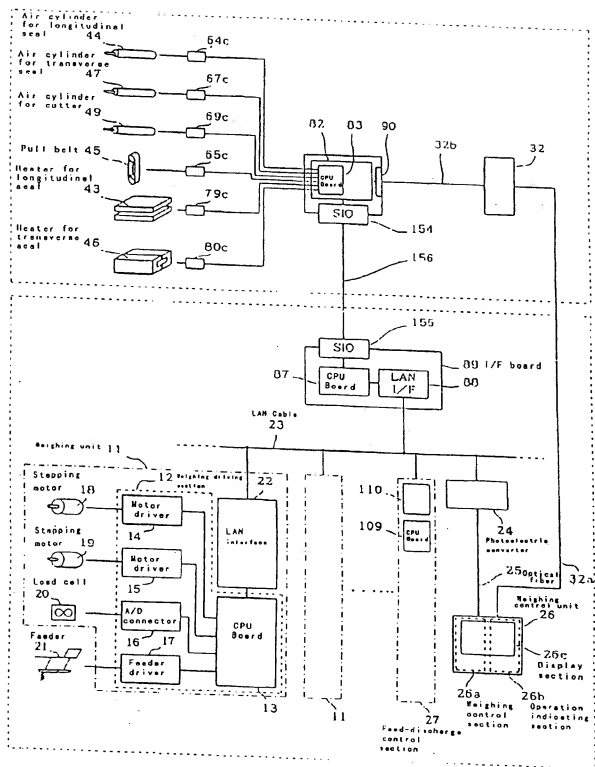 Air cylinder
for longitudinal
seal
44
64c
Air cylinder
for transverse
seal
47
67c
Air cylinder
for cutter
49
69c
82
83
90
32b
32
Pull belt
45
65c
CPU
Board
Heater for
longitudinal
seal
43
79c
SIO
154
Heater for
transverse
seal
46
80c
156
155
SIO
89 I/F board
87
CPU
Board
LAN
I/F
88
LAN Cable
23
Weighing unit 11
12
Weighing driving
section
22
Stepping
motor
18
Motor
driver
14
LAN
interface
110
109
CPU
Board
24
Photoelectric
converter
Stepping
motor
19
Motor
driver
15
25
Optical
fiber
32a
Load cell
20
A/D
connector
16
CPU
Board
Weighing control unit
26
26c
Display
section
Feeder
21
17
Feeder
driver
13
11
27
Feed-discharge
control
section
26a
Weighing
control
section
26b
Operation
indicating
section